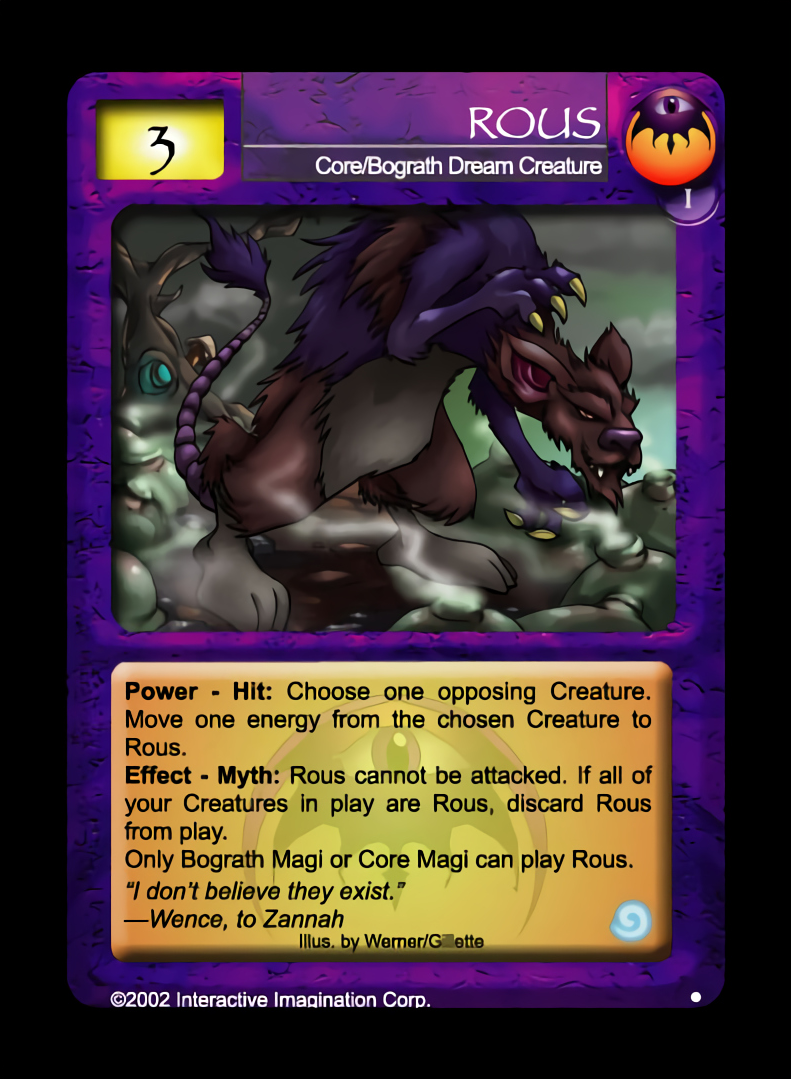 3
ROUS
Core/Bograth Dream Creature
I
Power - Hit: Choose one opposing Creature.
Move one energy from the chosen Creature to
Rous.
Effect - Myth: Rous cannot be attacked. If all of
your Creatures in play are Rous, discard Rous
from play.
Only Bograth Magi or Core Magi can play Rous.
“I don’t believe they exist.”
—Wence, to Zannah
Illus. by
©2002 Interactive Imagination Corp.